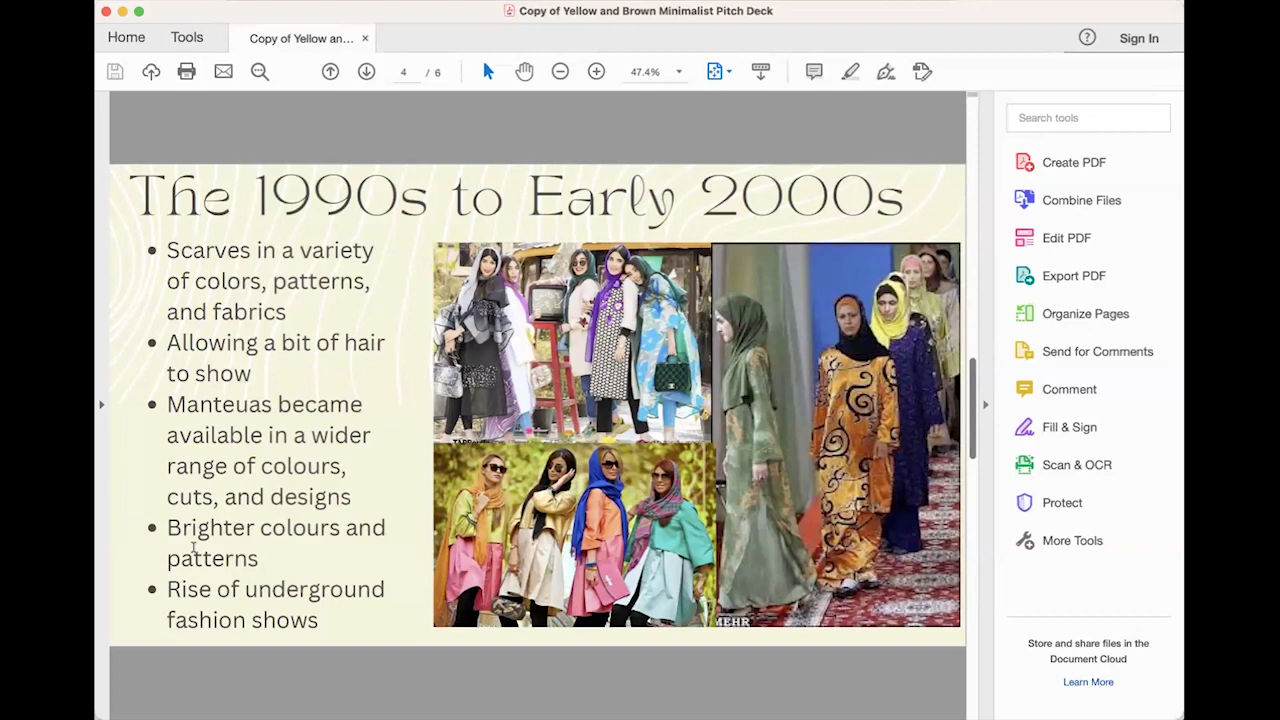 Copy of Yellow and Brown Minimalist Pitch Deck
Home
Tools
Copy of Yellow an...
Sign In
4 / 6
47.4%
The 1990s to Early 2000s
Scarves in a variety
of colors, patterns,
and fabrics
Allowing a bit of hair
to show
Manteuas became
available in a wider
range of colours,
cuts, and designs
Brighter colours and
patterns
Rise of underground
fashion shows
MEHR
Search tools
Create PDF
Combine Files
Edit PDF
Export PDF
Organize Pages
Send for Comments
Comment
Fill & Sign
Scan & OCR
Protect
More Tools
Store and share files in the
Document Cloud
Learn More